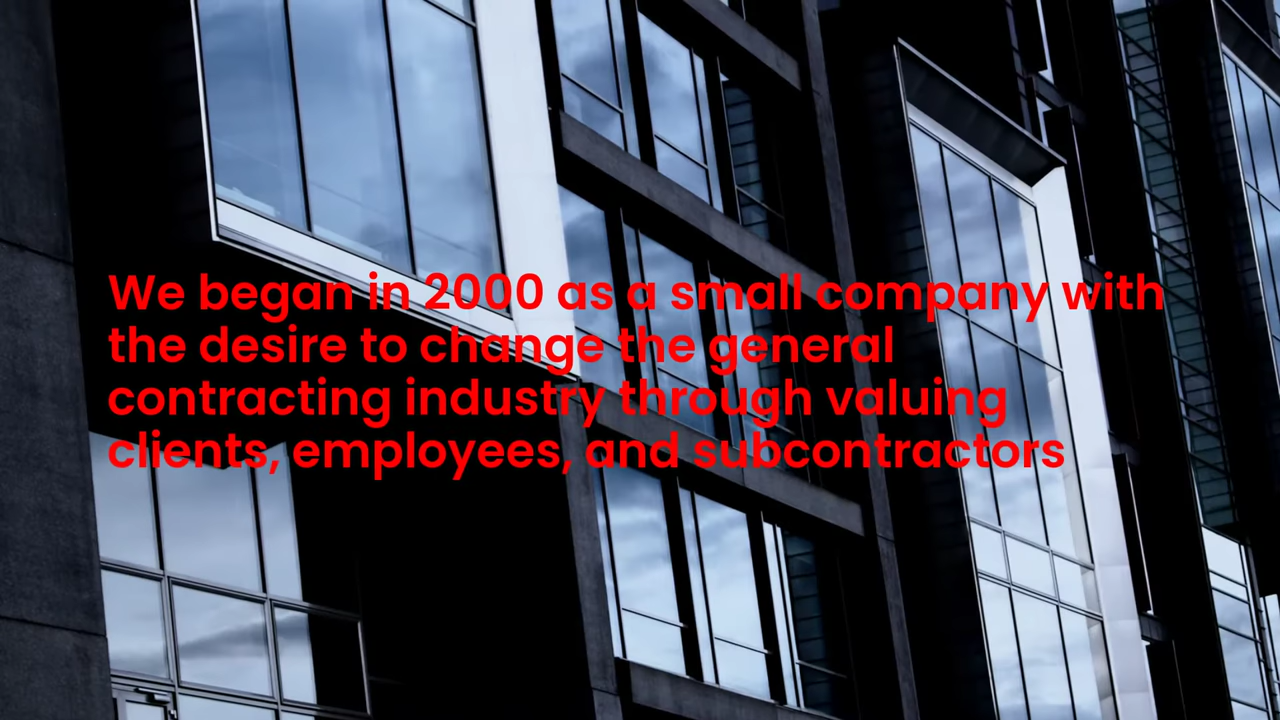 We began in 2000 as a small company with
the desire to change the general
contracting industry through valuing
clients, employees, and subcontractors